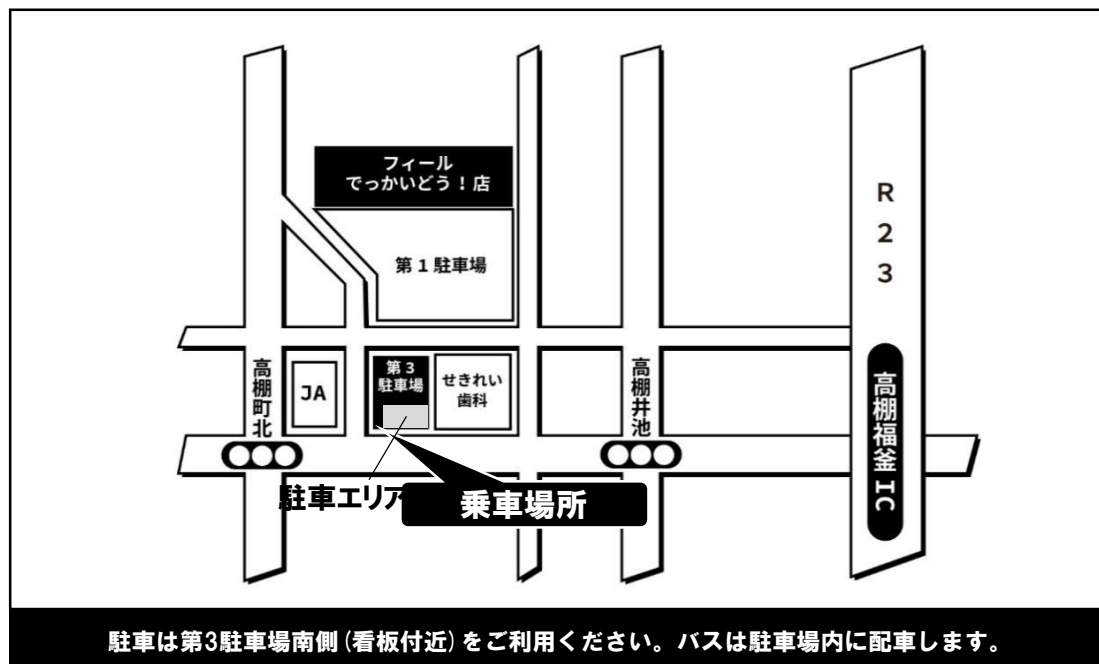 フィール
でっかいどう！店
第１駐車場
R23
高棚町北
JA
第３
駐車場
せきれい
歯科
高棚井池
高棚福釜IC
駐車エリア
乗車場所
駐車は第3駐車場南側(看板付近)をご利用ください。バスは駐車場内に配車します。